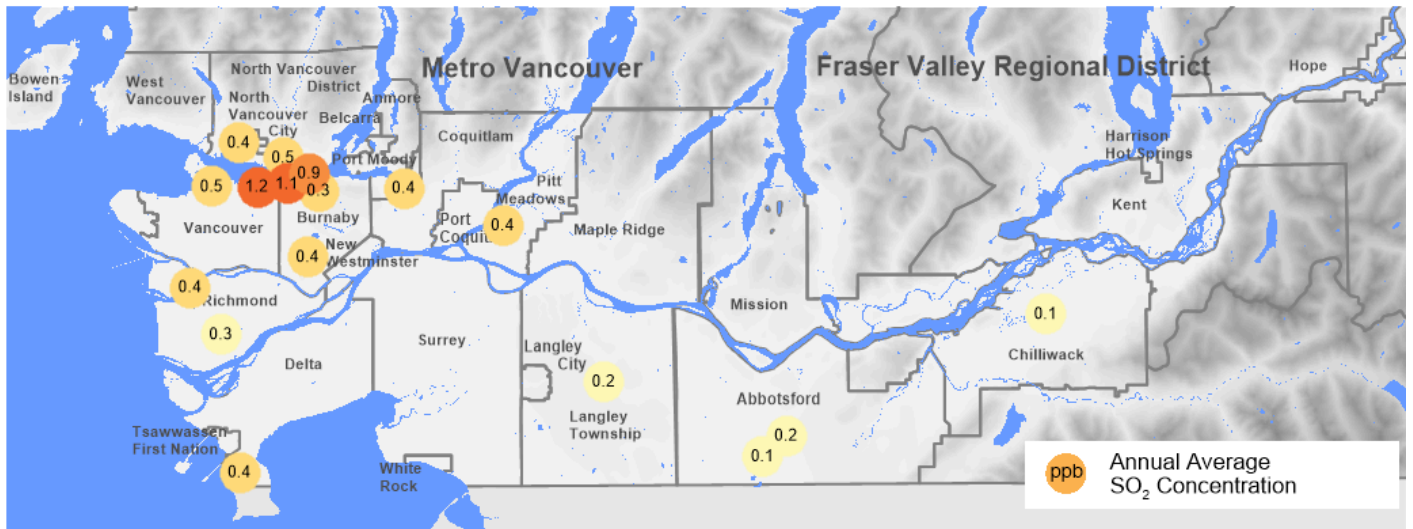 Metro Vancouver
Fraser Valley Regional District
Hope
Bowen
Island
West
Vancouver
North Vancouver
District
North
Vancouver
City
Anmore
Belcarra
Coquitlam
Port Moody
Harrison
Hot Springs
0.4
0.5
0.9
0.5
1.2
1.1
0.3
0.4
Burnaby
Vancouver
Pitt
Meadows
Port
Coquit
0.4
Maple Ridge
Kent
New
Westminster
0.4
0.4
Richmond
0.3
Mission
0.1
Chilliwack
Delta
Surrey
Langley
City
0.2
Langley
Township
Abbotsford
0.2
0.1
Tsawwassen
First Nation
0.4
White
Rock
ppb
Annual Average
SO₂ Concentration